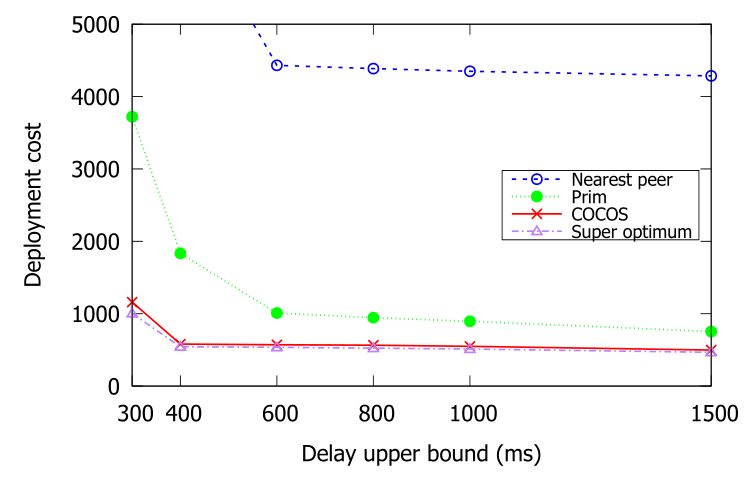 5000
4000
3000
2000
1000
0
Deployment cost
Nearest peer
Prim
COCOS
Super optimum
300 400 600 800 1000 1500
Delay upper bound (ms)